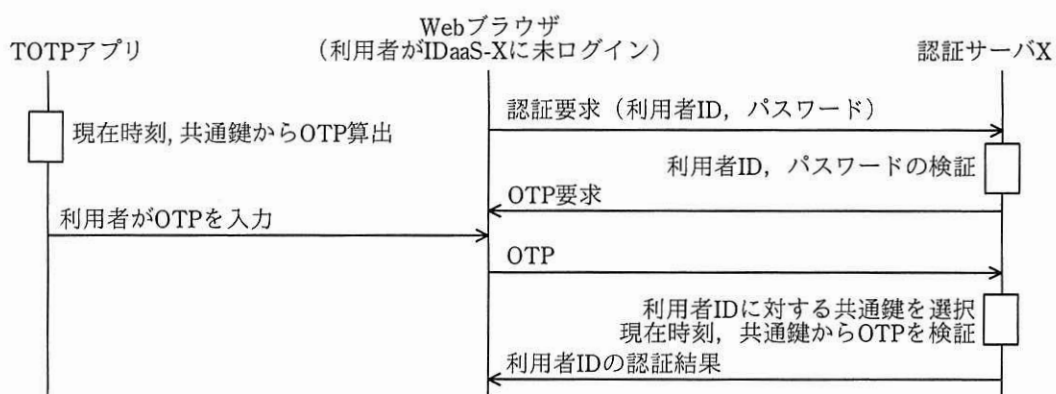 Webブラウザ
TOTPアプリ
（利用者がIDaaS-Xに未ログイン）
認証サーバX
認証要求（利用者ID，パスワード）
現在時刻, 共通鍵からOTP算出
利用者ID，パスワードの検証
OTP要求
利用者がOTPを入力
OTP
利用者IDに対する共通鍵を選択
現在時刻，共通鍵からOTPを検証
利用者IDの認証結果